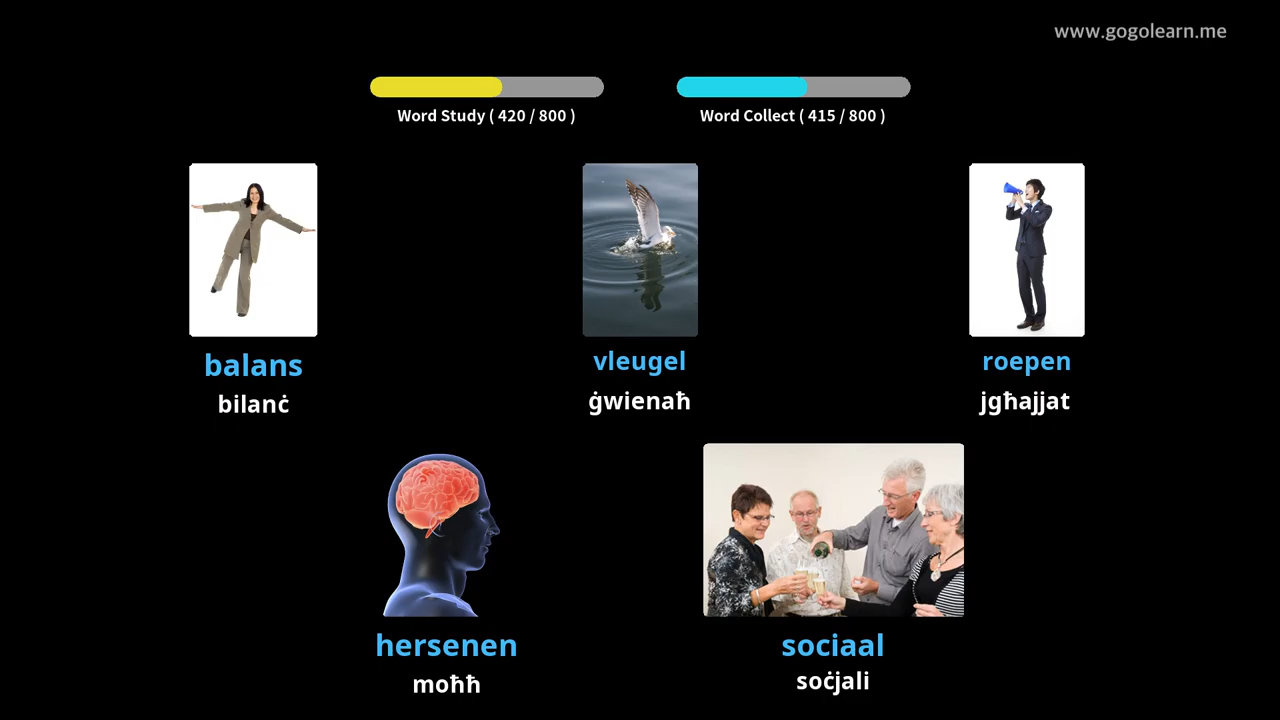 www.gogolearn.me
Word Study ( 420 / 800 )
Word Collect ( 415 / 800 )
balans
bilanċ
vleugel
ġwienaħ
roepen
jgħajjat
hersenen
moħħ
sociaal
soċjali